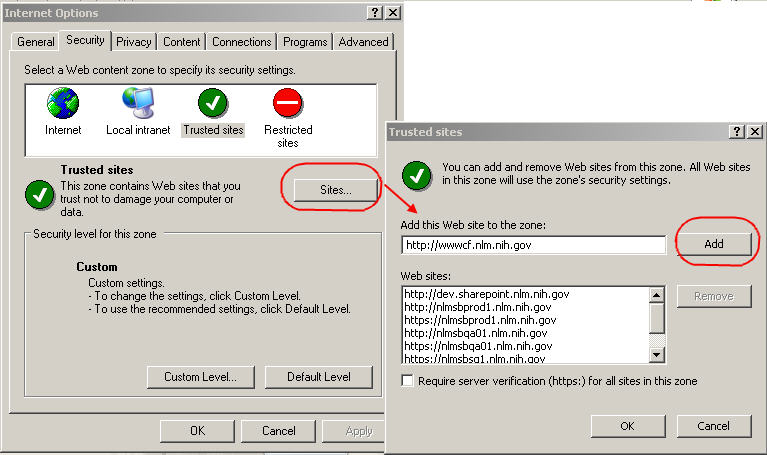 Internet Options
General Security Privacy Content Connections Programs Advanced
Select a Web content zone to specify its security settings.
Internet
Local intranet
Trusted sites
Restricted
sites
Trusted sites
This zone contains Web sites that you
trust not to damage your computer or
data.
Sites...
Security level for this zone
Custom
Custom settings.
- To change the settings, click Custom Level.
- To use the recommended settings, click Default Level.
Custom Level...
Default Level
OK
Cancel
Apply
Trusted sites
You can add and remove Web sites from this zone. All Web sites
in this zone will use the zone's security settings.
Add this Web site to the zone:
http://wwwcf.nlm.nih.gov
Add
Web sites:
http://dev.sharepoint.nlm.nih.gov
http://nlmsbprod1.nlm.nih.gov
https://nlmsbprod1.nlm.nih.gov
http://nlmsbqa01.nlm.nih.gov
https://nlmsbqa01.nlm.nih.gov
https://nlmsbsg1.nlm.nih.gov
Remove
Require server verification (https:) for all sites in this zone
OK
Cancel